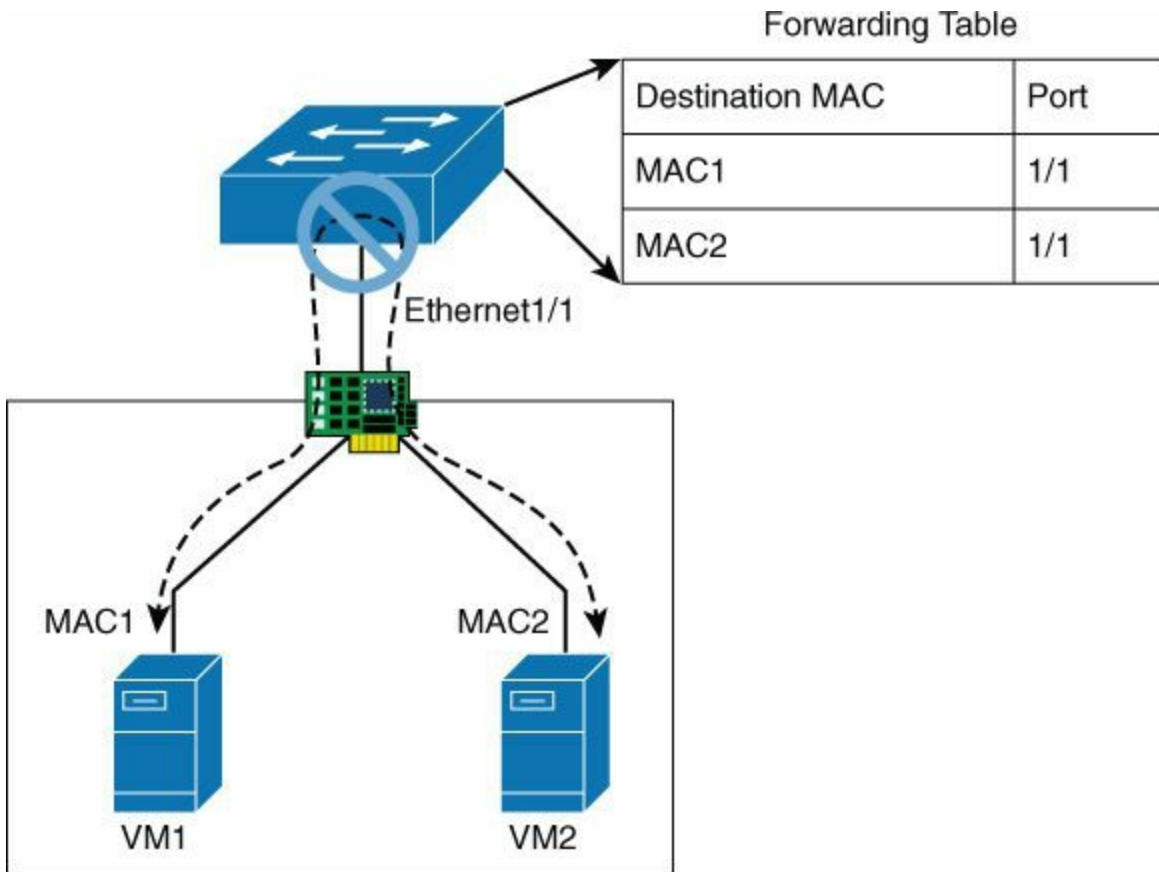 Forwarding Table
Destination MAC Port
MAC1 1/1
MAC2 1/1
Ethernet1/1
MAC1 MAC2
VM1 VM2